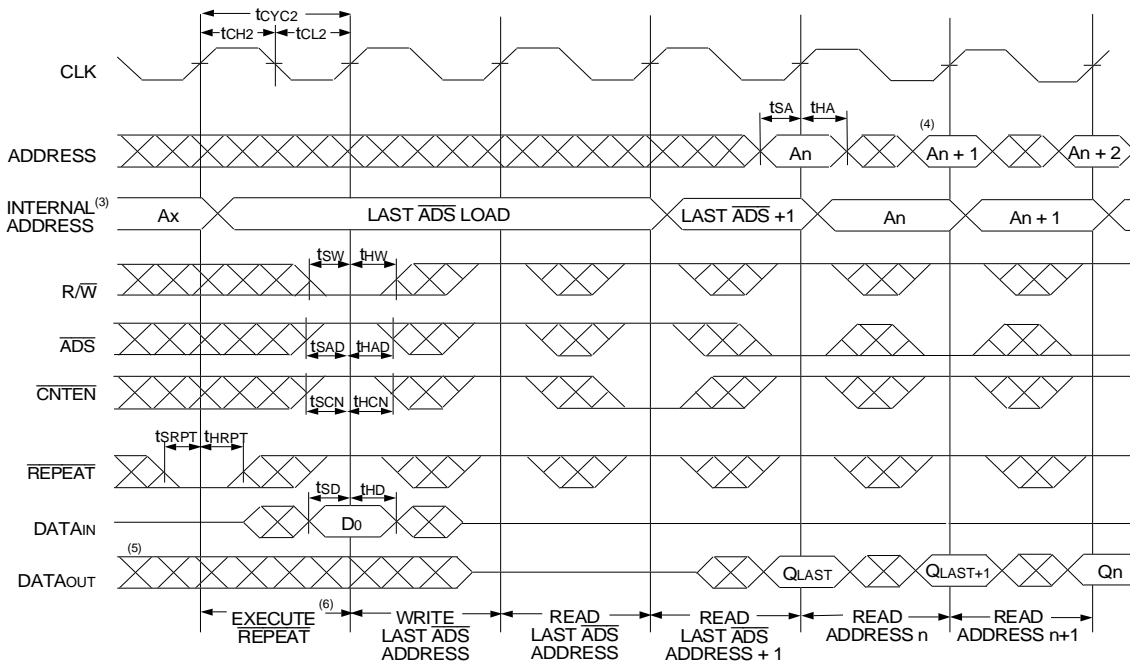 tCYC2
tCH2 tCL2
CLK
tSA tHA
(4)
ADDRESS An An + 1 An + 2
INTERNAL(3)
ADDRESS
Ax LAST ADS LOAD LAST ADS +1 An An + 1
tSW tHW
R/W
ADS
tSAD tHAD
CNTEN
tSCN tHCN
tSRPT tHRPT
REPEAT
tSD tHD
DATAIN D0
(5)
DATAOUT QLAST QLAST+1 Qn
EXECUTE(6)
REPEAT
WRITE
LAST ADS
ADDRESS
READ
LAST ADS
ADDRESS
READ
LAST ADS
ADDRESS + 1
READ
ADDRESS n
READ
ADDRESS n+1